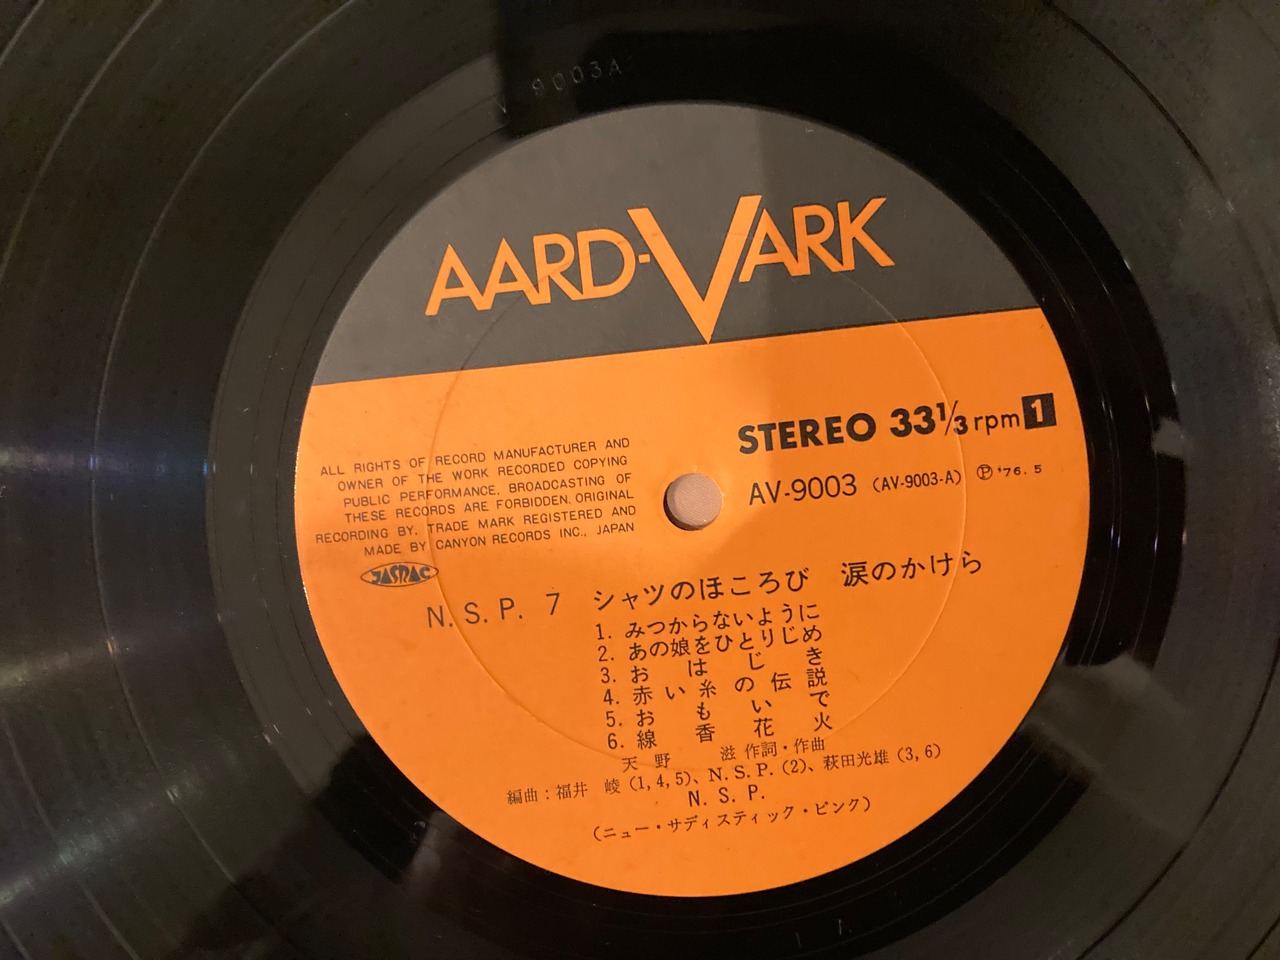 V 9003A
AARD-VARK
STEREO 33⅓ rpm 1
AV-9003 (AV-9003-A) Ⓟ '76. 5
ALL RIGHTS OF RECORD MANUFACTURER AND
OWNER OF THE WORK RECORDED COPYING
PUBLIC PERFORMANCE, BROADCASTING OF
THESE RECORDS ARE FORBIDDEN. ORIGINAL
RECORDING BY. TRADE MARK REGISTERED AND
MADE BY CANYON RECORDS INC., JAPAN
JASRAC
N. S. P. 7 シャツのほころび 涙のかけら
1. みつからないように
2. あの娘をひとりじめ
3. おはじき
4. 赤い糸の伝説
5. おもいで
6. 線香花火
天野 滋 作詞・作曲
編曲：福井 崚 (1, 4, 5)、N. S. P. (2)、萩田光雄 (3, 6)
N. S. P.
(ニュー・サディスティック・ピンク)